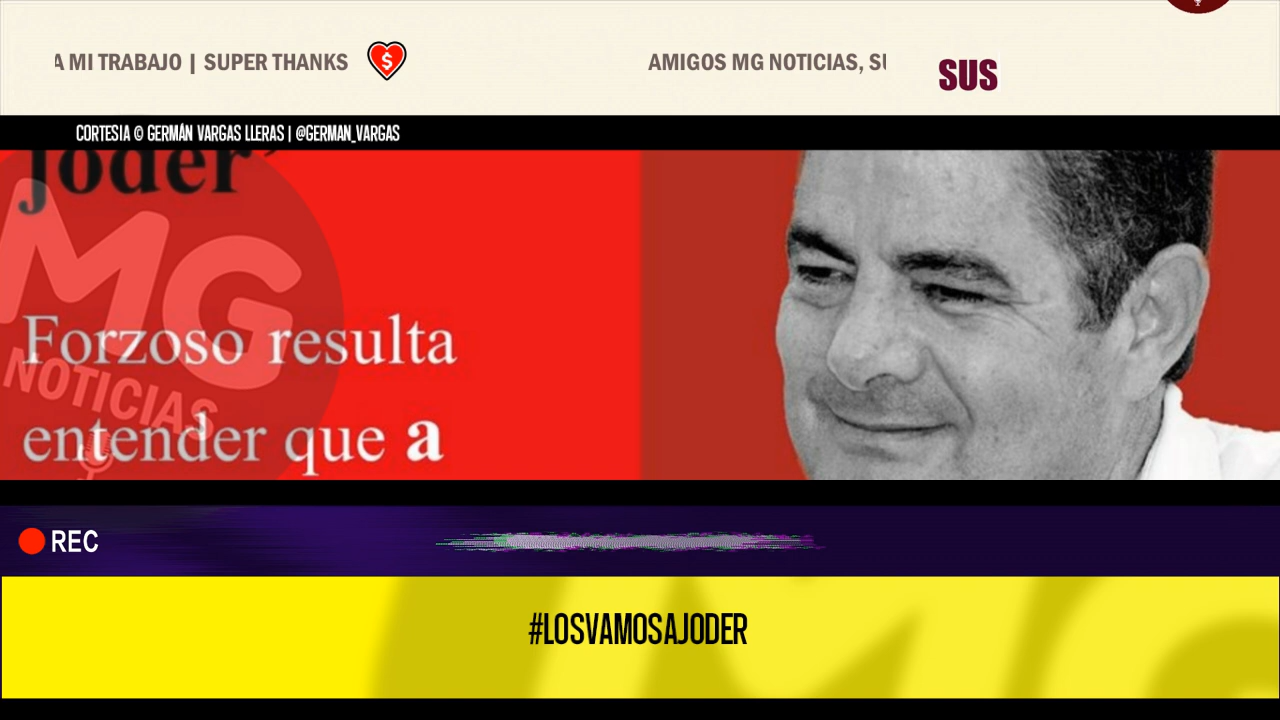 A MI TRABAJO | SUPER THANKS
$
AMIGOS MG NOTICIAS, SU
SUS
CORTESIA © GERMÁN VARGAS LLERAS | @GERMAN_VARGAS
joder´
MG
NOTICIAS
Forzoso resulta
entender que a
REC
#LOSVAMOSAJODER